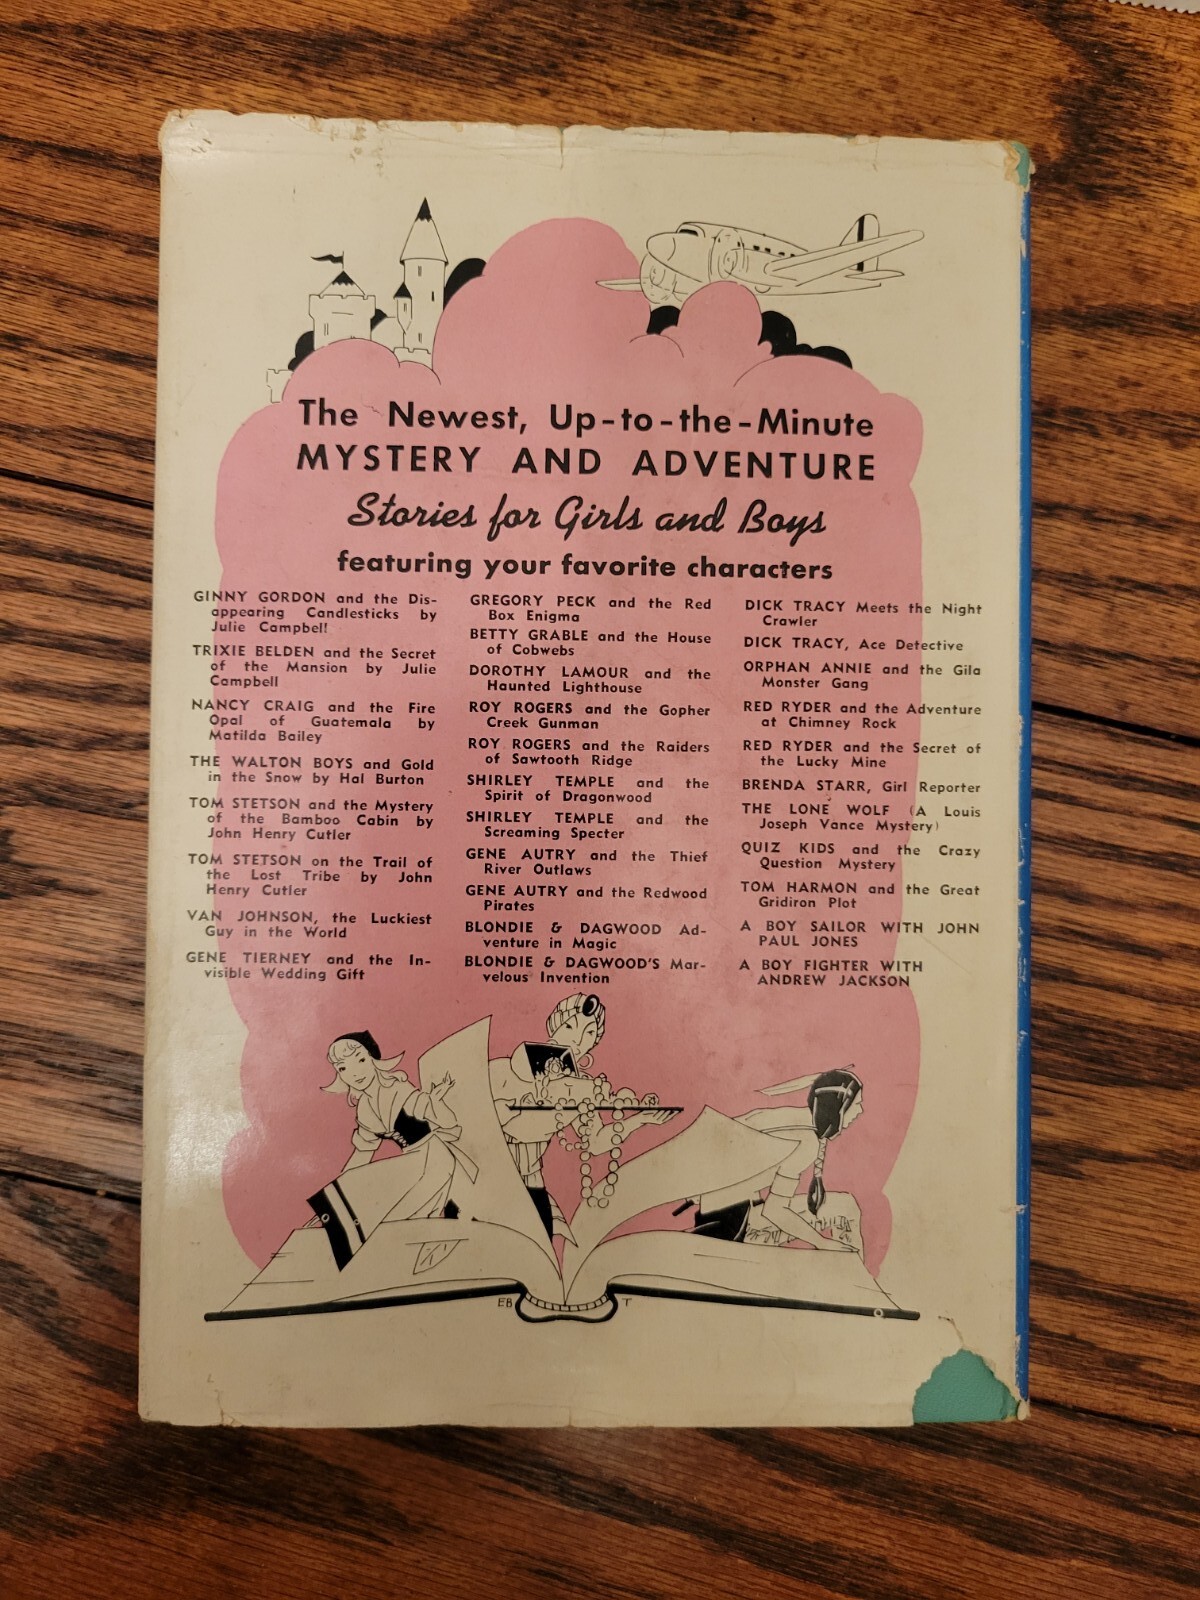 The Newest, Up-to-the-Minute
MYSTERY AND ADVENTURE
Stories for Girls and Boys
featuring your favorite characters
GINNY GORDON and the Dis-
appearing Candlesticks by
Julie Campbell
TRIXIE BELDEN and the Secret
of the Mansion by Julie
Campbell
NANCY CRAIG and the Fire
Opal of Guatemala by
Matilda Bailey
THE WALTON BOYS and Gold
in the Snow by Hal Burton
TOM STETSON and the Mystery
of the Bamboo Cabin by
John Henry Cutler
TOM STETSON on the Trail of
the Lost Tribe by John
Henry Cutler
VAN JOHNSON, the Luckiest
Guy in the World
GENE TIERNEY and the In-
visible Wedding Gift
GREGORY PECK and the Red
Box Enigma
BETTY GRABLE and the House
of Cobwebs
DOROTHY LAMOUR and the
Haunted Lighthouse
ROY ROGERS and the Gopher
Creek Gunman
ROY ROGERS and the Raiders
of Sawtooth Ridge
SHIRLEY TEMPLE and the
Spirit of Dragonwood
SHIRLEY TEMPLE and the
Screaming Specter
GENE AUTRY and the Thief
River Outlaws
GENE AUTRY and the Redwood
Pirates
BLONDIE & DAGWOOD Ad-
venture in Magic
BLONDIE & DAGWOOD'S Mar-
velous Invention
DICK TRACY Meets the Night
Crawler
DICK TRACY, Ace Detective
ORPHAN ANNIE and the Gila
Monster Gang
RED RYDER and the Adventure
at Chimney Rock
RED RYDER and the Secret of
the Lucky Mine
BRENDA STARR, Girl Reporter
THE LONE WOLF (A Louis
Joseph Vance Mystery)
QUIZ KIDS and the Crazy
Question Mystery
TOM HARMON and the Great
Gridiron Plot
A BOY SAILOR WITH JOHN
PAUL JONES
A BOY FIGHTER WITH
ANDREW JACKSON
EB T